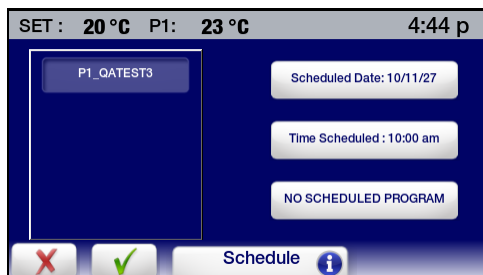 SET : 20 °C P1: 23 °C 4:44 p
P1_QATEST3
Scheduled Date: 10/11/27
Time Scheduled : 10:00 am
NO SCHEDULED PROGRAM
Schedule i